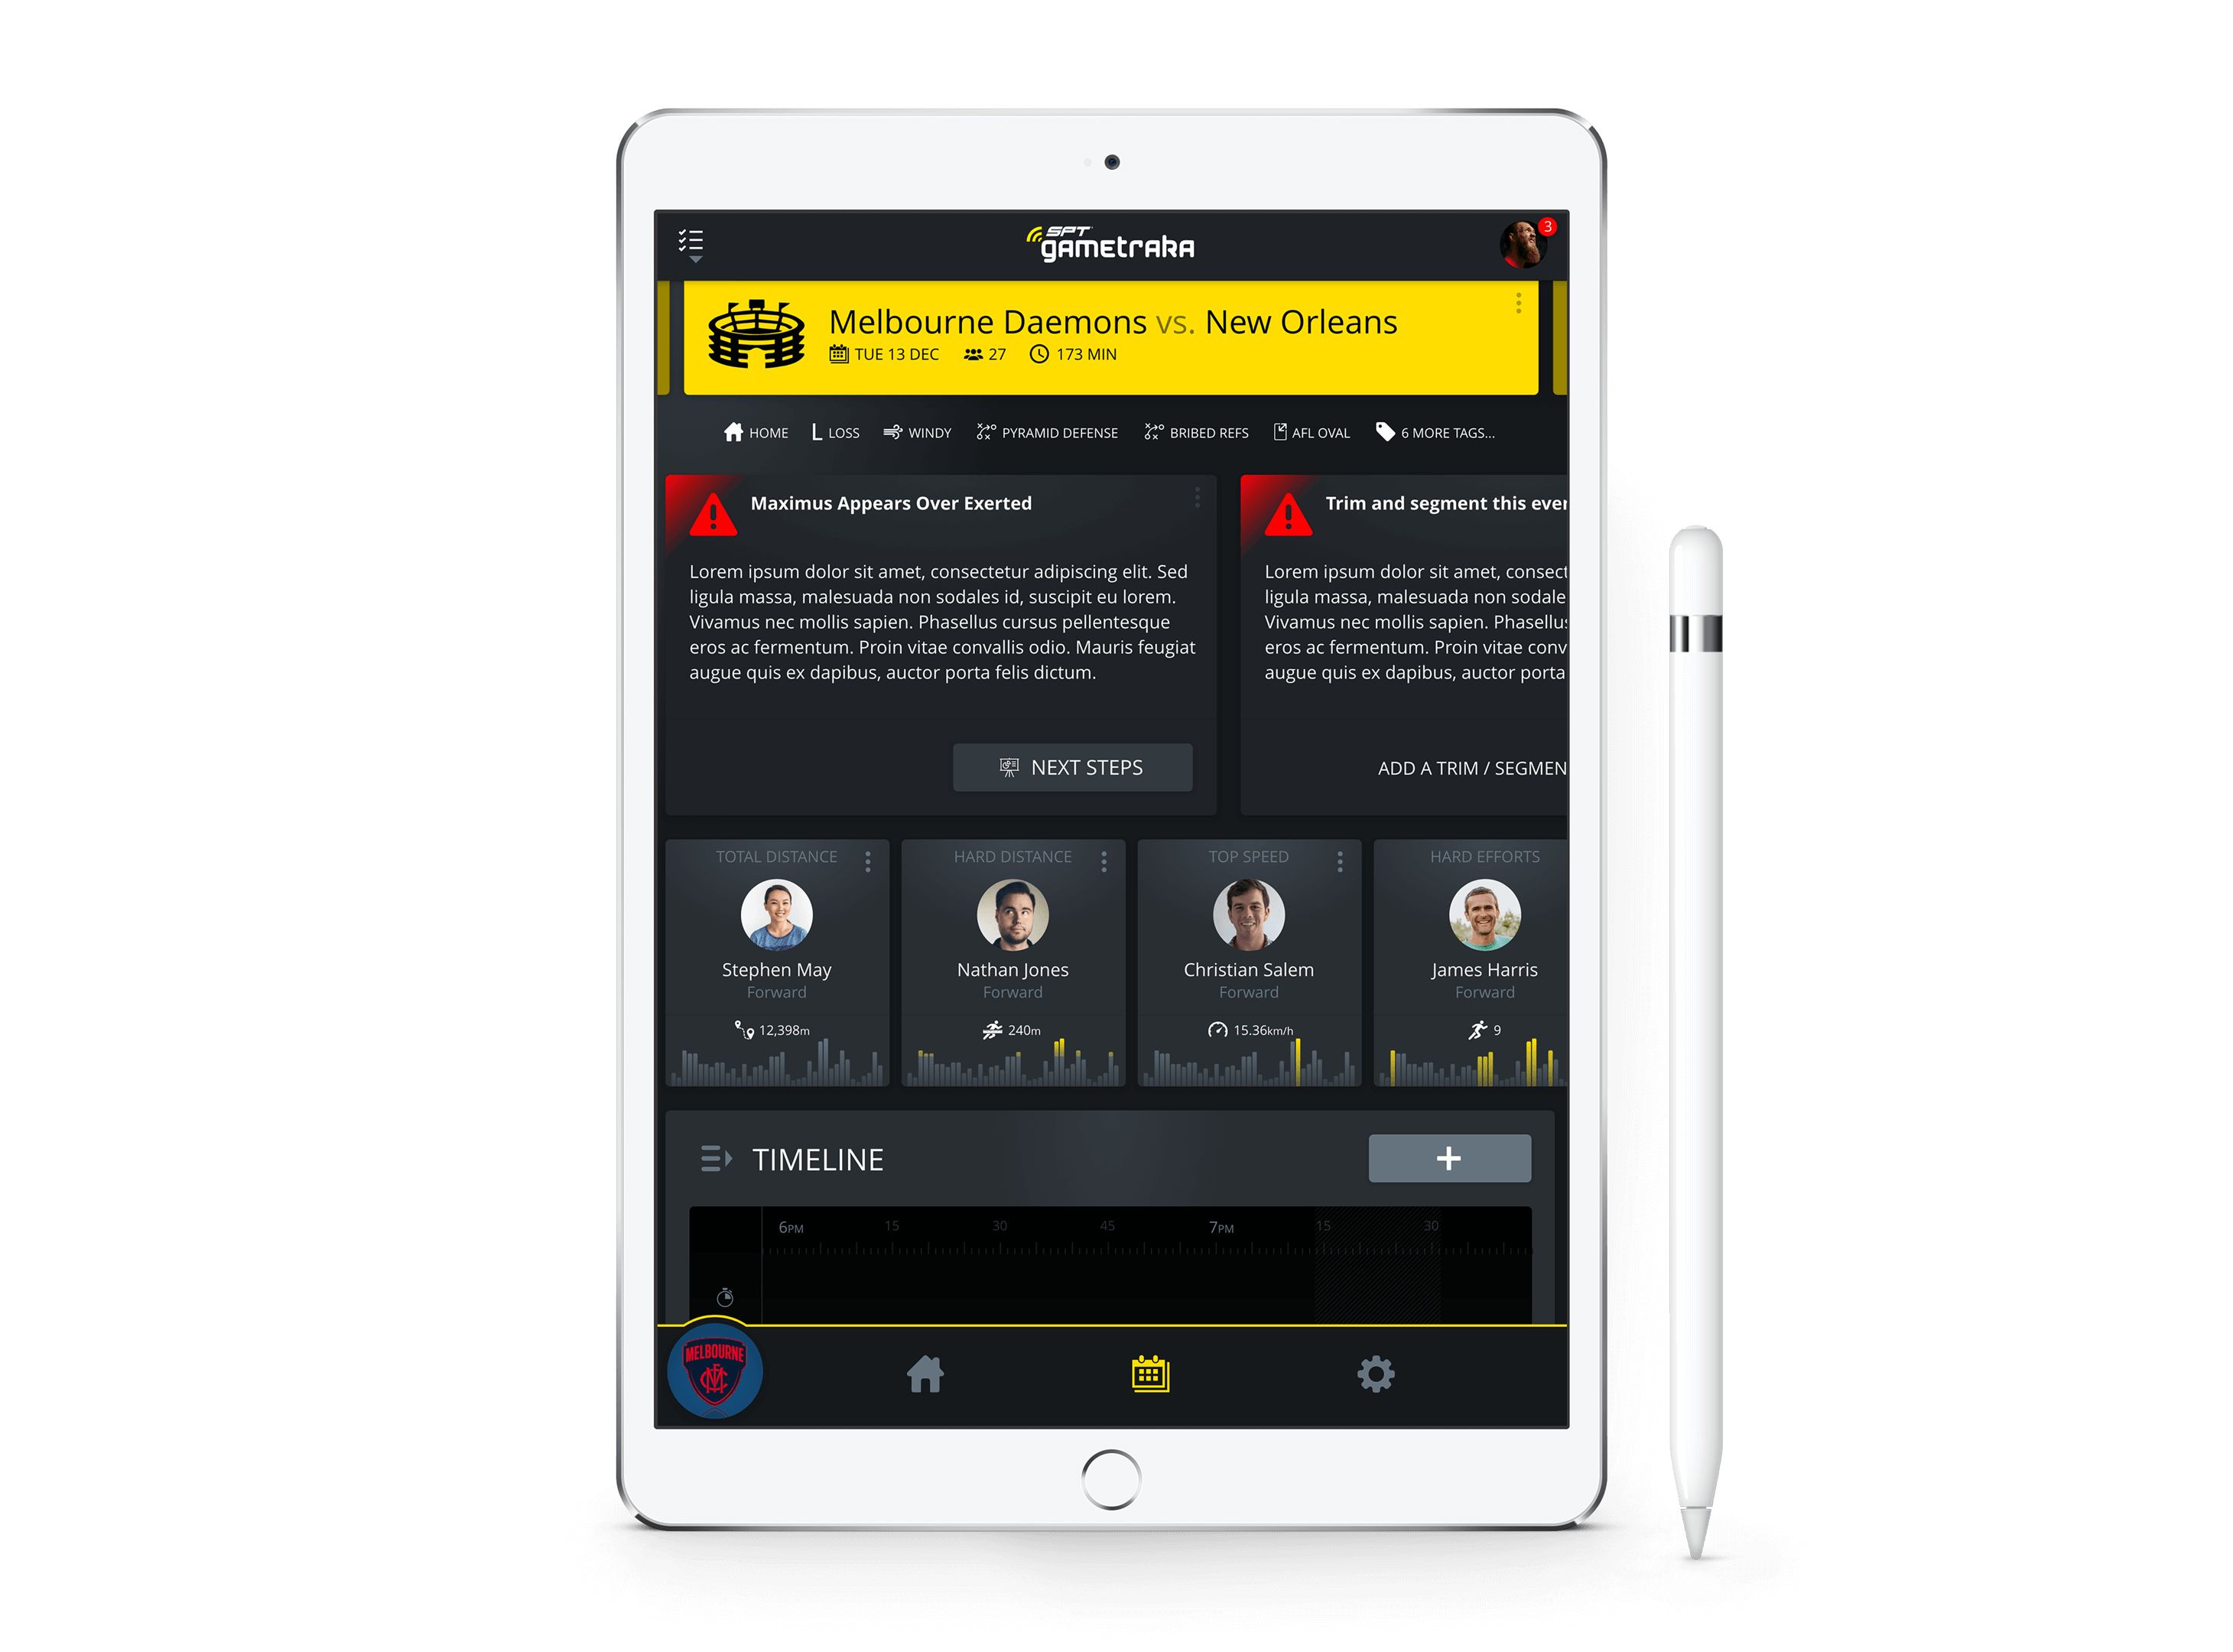 SPT
gametraka
3
Melbourne Daemons vs. New Orleans
TUE 13 DEC 27 173 MIN
HOME L LOSS WINDY PYRAMID DEFENSE BRIBED REFS AFL OVAL 6 MORE TAGS...
Maximus Appears Over Exerted
Lorem ipsum dolor sit amet, consectetur adipiscing elit. Sed
ligula massa, malesuada non sodales id, suscipit eu lorem.
Vivamus nec mollis sapien. Phasellus cursus pellentesque
eros ac fermentum. Proin vitae convallis odio. Mauris feugiat
augue quis ex dapibus, auctor porta felis dictum.
NEXT STEPS
Trim and segment this ever
Lorem ipsum dolor sit amet, consect
ligula massa, malesuada non sodale
Vivamus nec mollis sapien. Phasellus
eros ac fermentum. Proin vitae conv
augue quis ex dapibus, auctor porta
ADD A TRIM / SEGMEN
TOTAL DISTANCE
Stephen May
Forward
12,398m
HARD DISTANCE
Nathan Jones
Forward
240m
TOP SPEED
Christian Salem
Forward
15.36km/h
HARD EFFORTS
James Harris
Forward
9
TIMELINE
+
6PM 15 30 45 7PM 15 30
MELBOURNE
MFC